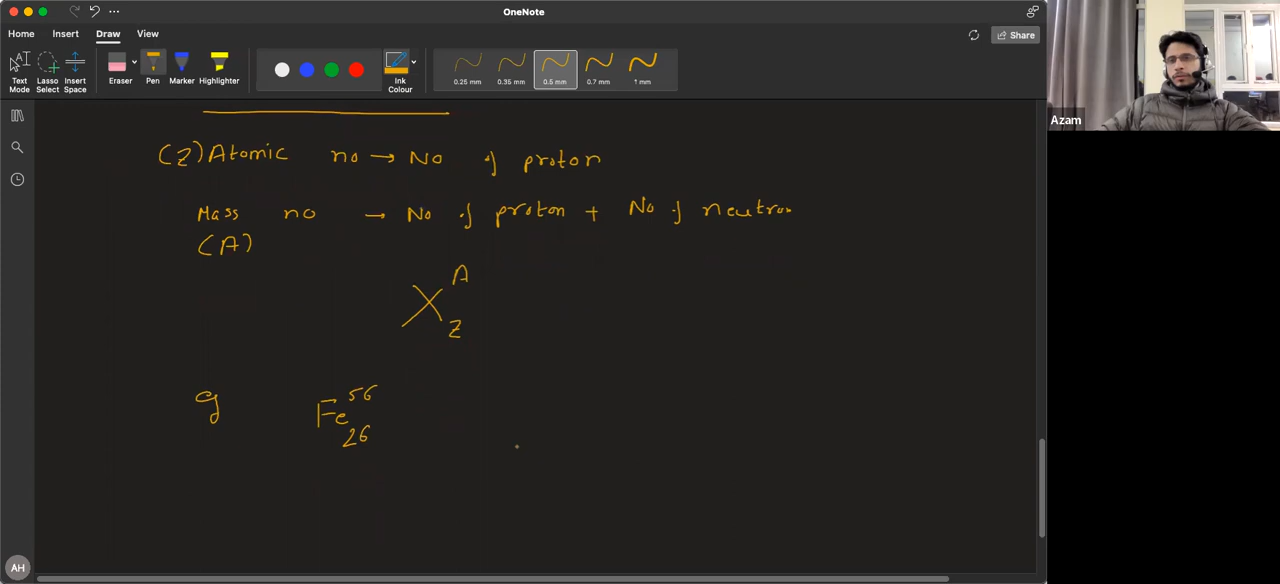 OneNote
Home Insert Draw View
Share
Text Mode Lasso Select Insert Space Eraser Pen Marker Highlighter Ink Colour 0.25 mm 0.35 mm 0.5 mm 0.7 mm 1 mm
Azam
(Z) Atomic no → No of proton
Mass no → No of proton + No of neutron
(A)
X A
Z
eg Fe 56
26
AH